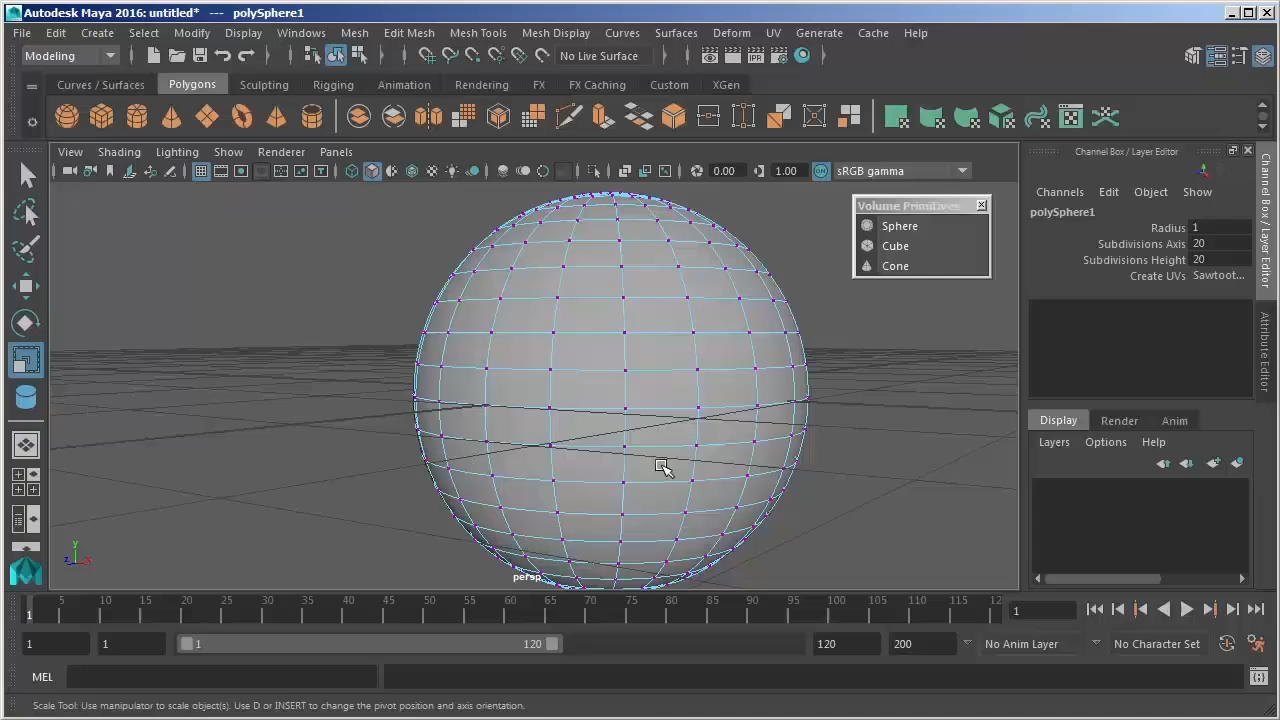 Autodesk Maya 2016: untitled*   ---   polySphere1
File Edit Create Select Modify Display Windows Mesh Edit Mesh Mesh Tools Mesh Display Curves Surfaces Deform UV Generate Cache Help
Modeling No Live Surface
Curves / Surfaces Polygons Sculpting Rigging Animation Rendering FX FX Caching Custom XGen
View Shading Lighting Show Renderer Panels
0.00 1.00 sRGB gamma
Volume Primitives
Sphere
Cube
Cone
Channel Box / Layer Editor
Channels Edit Object Show
polySphere1
Radius 1
Subdivisions Axis 20
Subdivisions Height 20
Create UVs Sawtoot...
Channel Box / Layer Editor
Attribute Editor
Display Render Anim
Layers Options Help
y
z x
persp
1 5 10 15 20 25 30 35 40 45 50 55 60 65 70 75 80 85 90 95 100 105 110 115 12 1
1 1 1 120 120 200 No Anim Layer No Character Set
MEL
Scale Tool: Use manipulator to scale object(s). Use D or INSERT to change the pivot position and axis orientation.